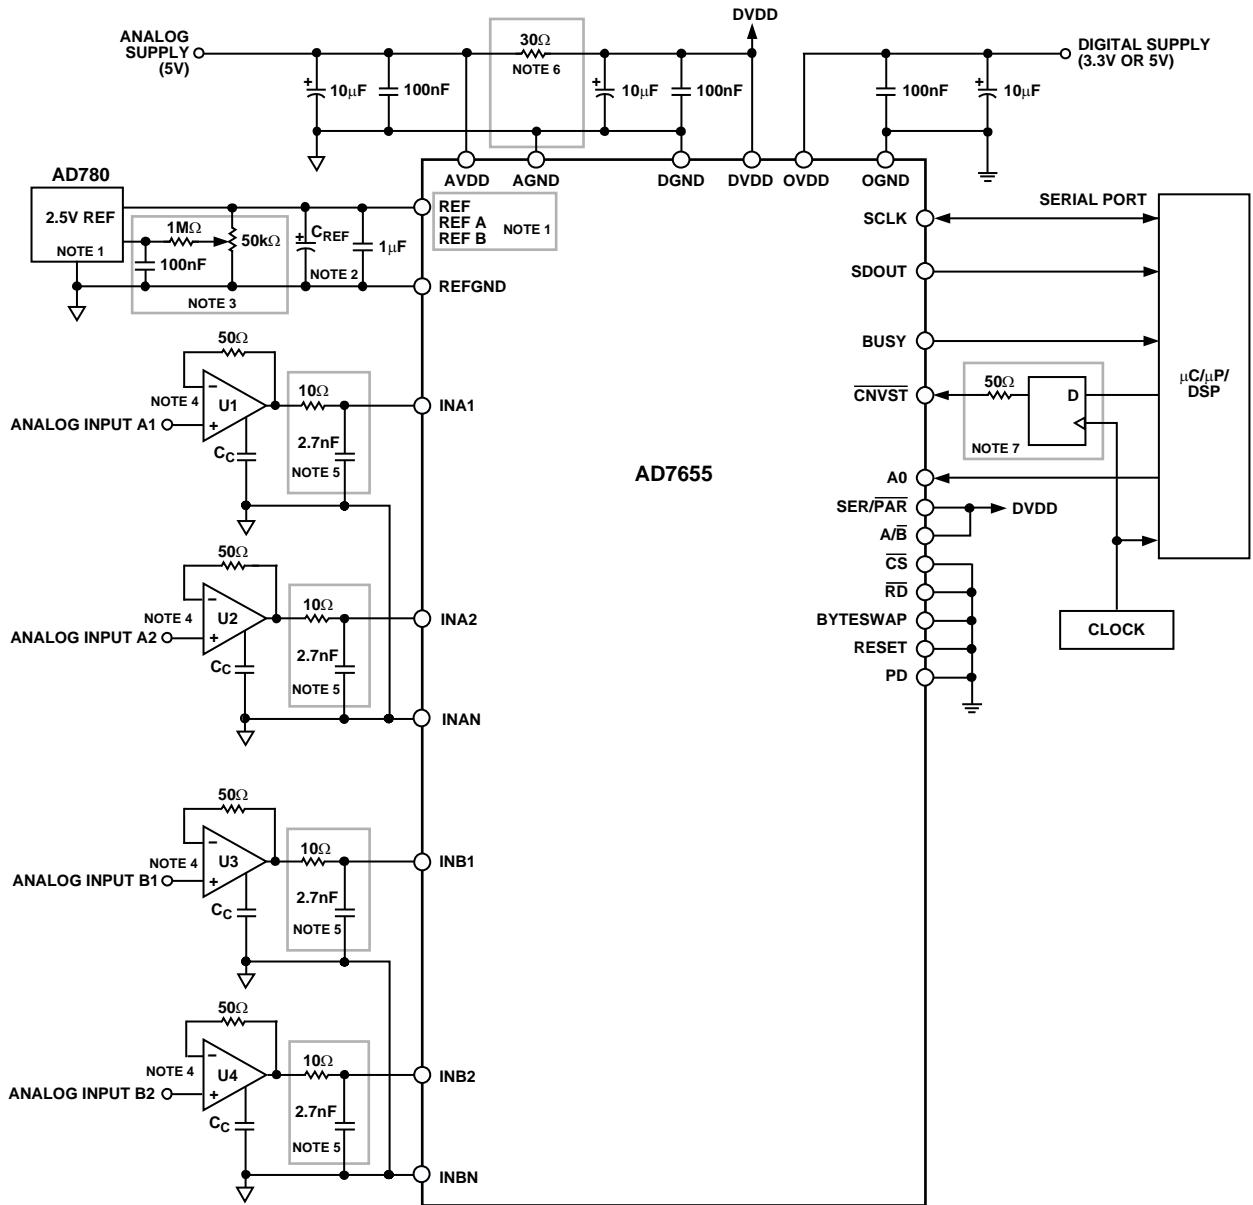 DVDD
ANALOG
SUPPLY
(5V)
30Ω
NOTE 6
DIGITAL SUPPLY
(3.3V OR 5V)
+
10μF
100nF
+
10μF
100nF
100nF
+
10μF
AVDD
AGND
DGND
DVDD
OVDD
OGND
AD780
2.5V REF
NOTE 1
1MΩ
50kΩ
100nF
NOTE 3
+
CREF
NOTE 2
1μF
REF
REF A
REF B
NOTE 1
REFGND
SERIAL PORT
SCLK
SDOUT
BUSY
CNVST
50Ω
D
NOTE 7
μC/μP/
DSP
A0
SER/PAR
DVDD
A/B
CS
RD
BYTESWAP
RESET
PD
CLOCK
AD7655
50Ω
NOTE 4
−
U1
+
ANALOG INPUT A1
CC
10Ω
2.7nF
NOTE 5
INA1
50Ω
NOTE 4
−
U2
+
ANALOG INPUT A2
CC
10Ω
2.7nF
NOTE 5
INA2
INAN
50Ω
NOTE 4
−
U3
+
ANALOG INPUT B1
CC
10Ω
2.7nF
NOTE 5
INB1
50Ω
NOTE 4
−
U4
+
ANALOG INPUT B2
CC
10Ω
2.7nF
NOTE 5
INB2
INBN